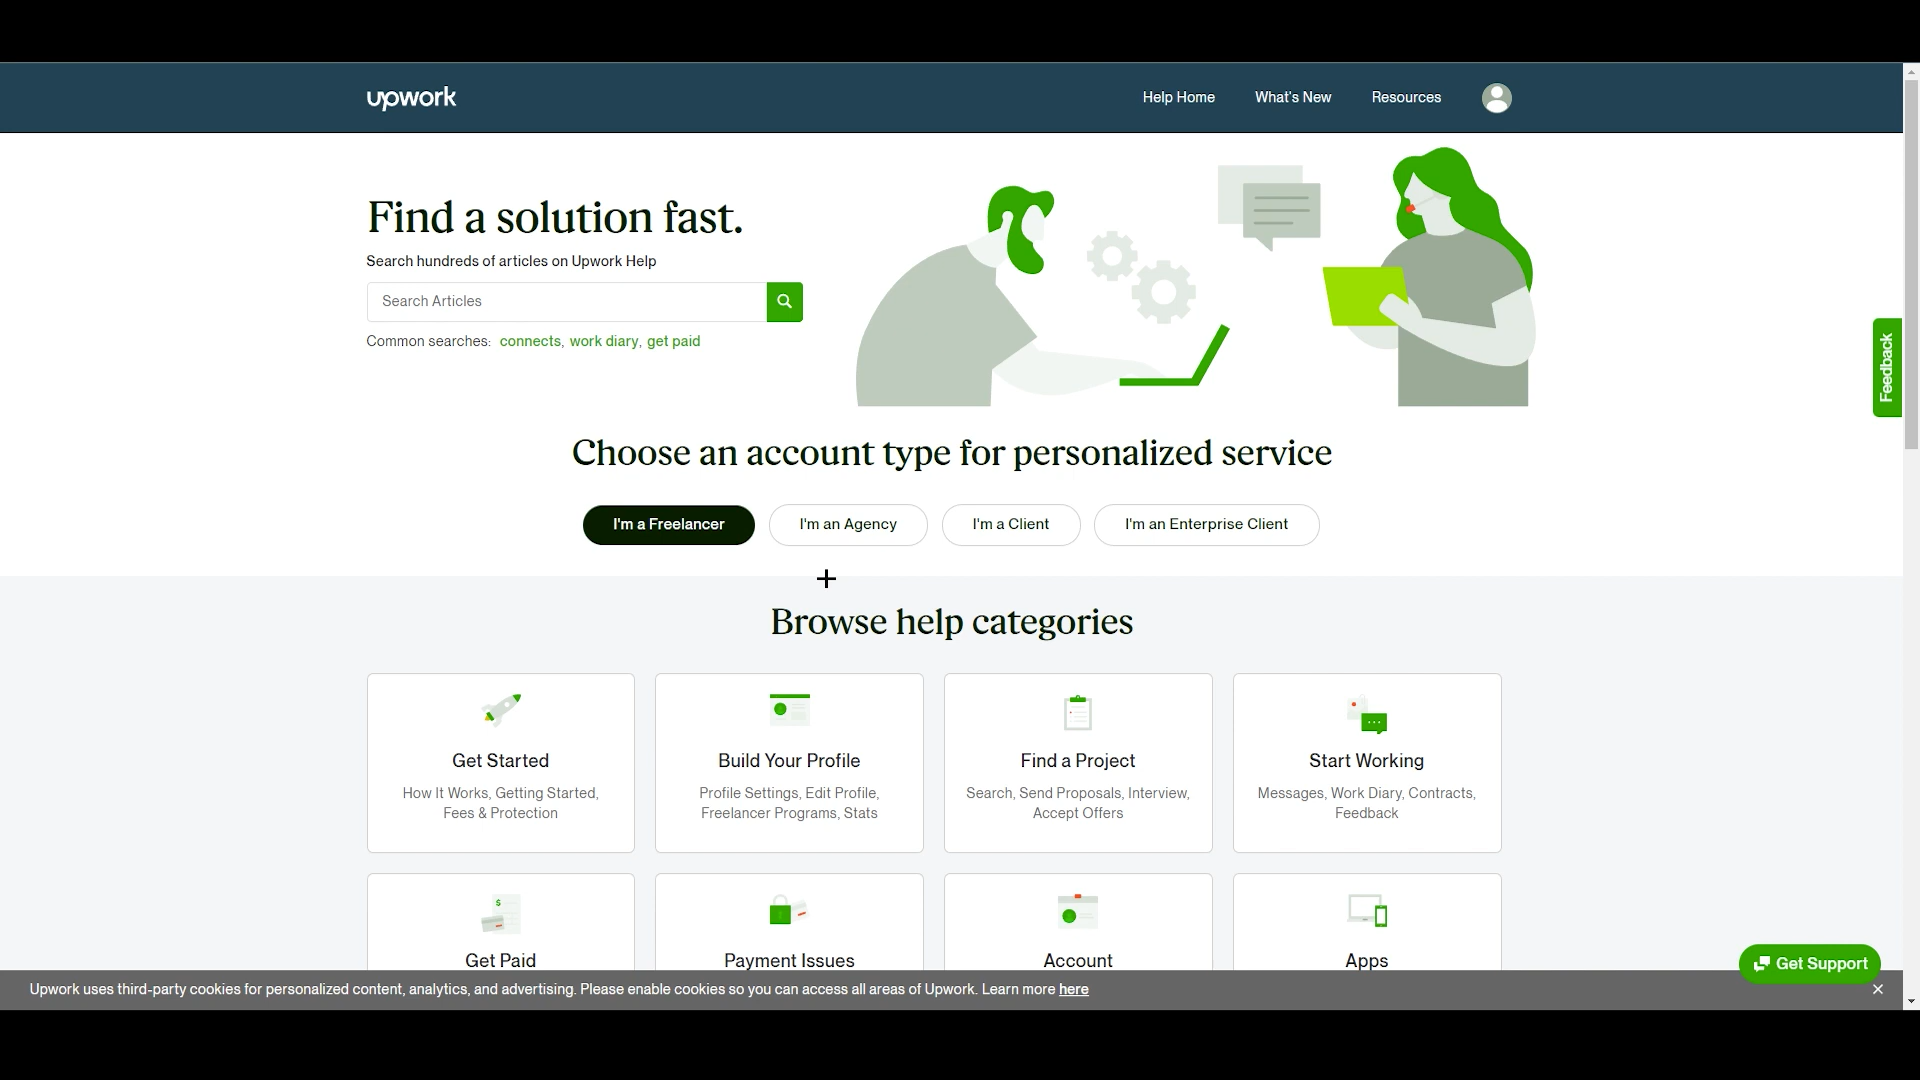 upwork
Help Home
What's New
Resources
Find a solution fast.
Search hundreds of articles on Upwork Help
Search Articles
Common searches: connects, work diary, get paid
Feedback
Choose an account type for personalized service
I'm a Freelancer
I'm an Agency
I'm a Client
I'm an Enterprise Client
Browse help categories
Get Started
How It Works, Getting Started,
Fees & Protection
Build Your Profile
Profile Settings, Edit Profile,
Freelancer Programs, Stats
Find a Project
Search, Send Proposals, Interview,
Accept Offers
Start Working
Messages, Work Diary, Contracts,
Feedback
$
Get Paid
Payment Issues
Account
Apps
Get Support
Upwork uses third-party cookies for personalized content, analytics, and advertising. Please enable cookies so you can access all areas of Upwork. Learn more here